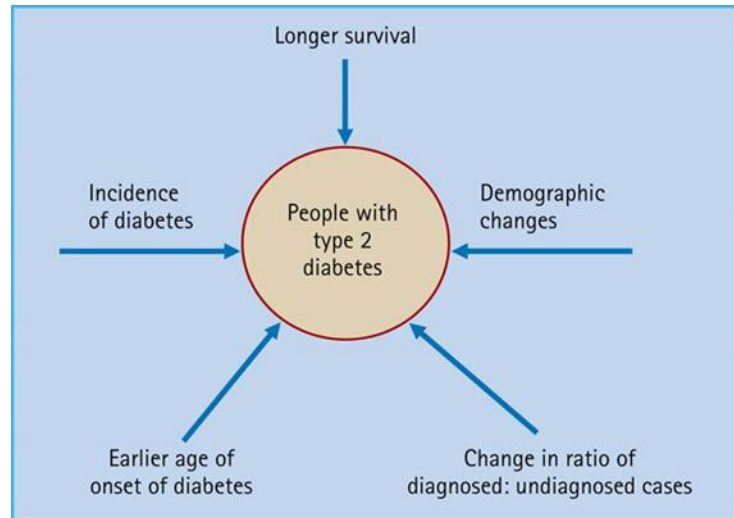 Longer survival
Incidence
of diabetes
People with
type 2
diabetes
Demographic
changes
Earlier age of
onset of diabetes
Change in ratio of
diagnosed: undiagnosed cases